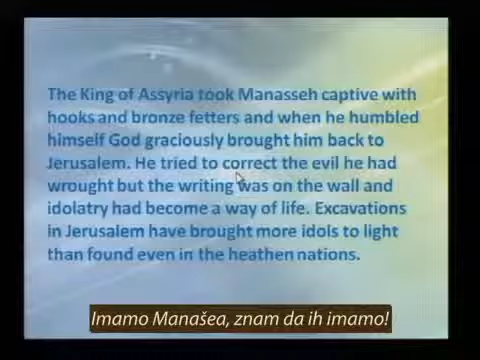 The King of Assyria took Manasseh captive with
hooks and bronze fetters and when he humbled
himself God graciously brought him back to
Jerusalem. He tried to correct the evil he had
wrought but the writing was on the wall and
idolatry had become a way of life. Excavations
in Jerusalem have brought more idols to light
than found even in the heathen nations.
Imamo Manašea, znam da ih imamo!